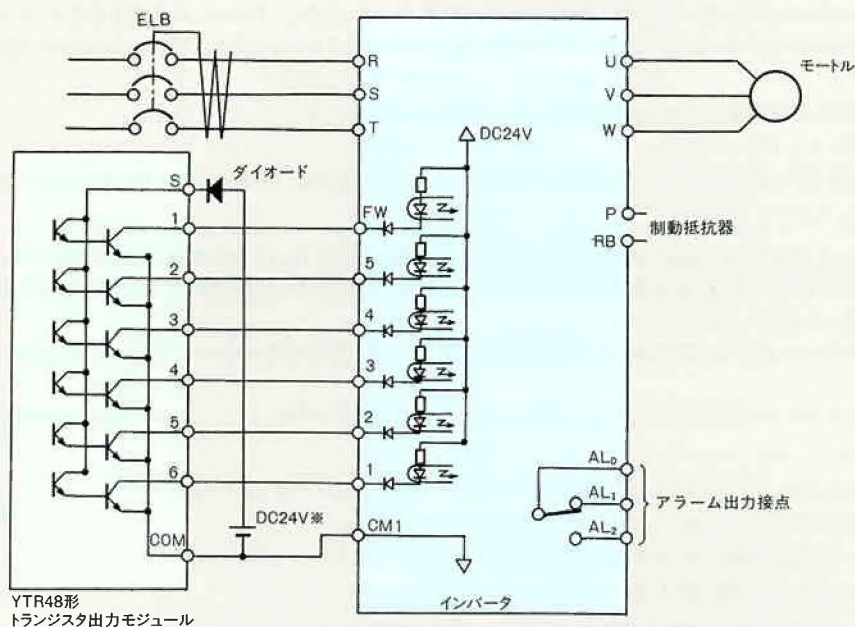 ELB
R
S
T
U
V
W
モートル
DC24V
S
ダイオード
1
FW
P
RB
制動抵抗器
2
5
3
4
4
3
5
2
6
1
AL0
AL1
AL2
アラーム出力接点
DC24V※
COM
CM1
インバータ
YTR48形
トランジスタ出力モジュール